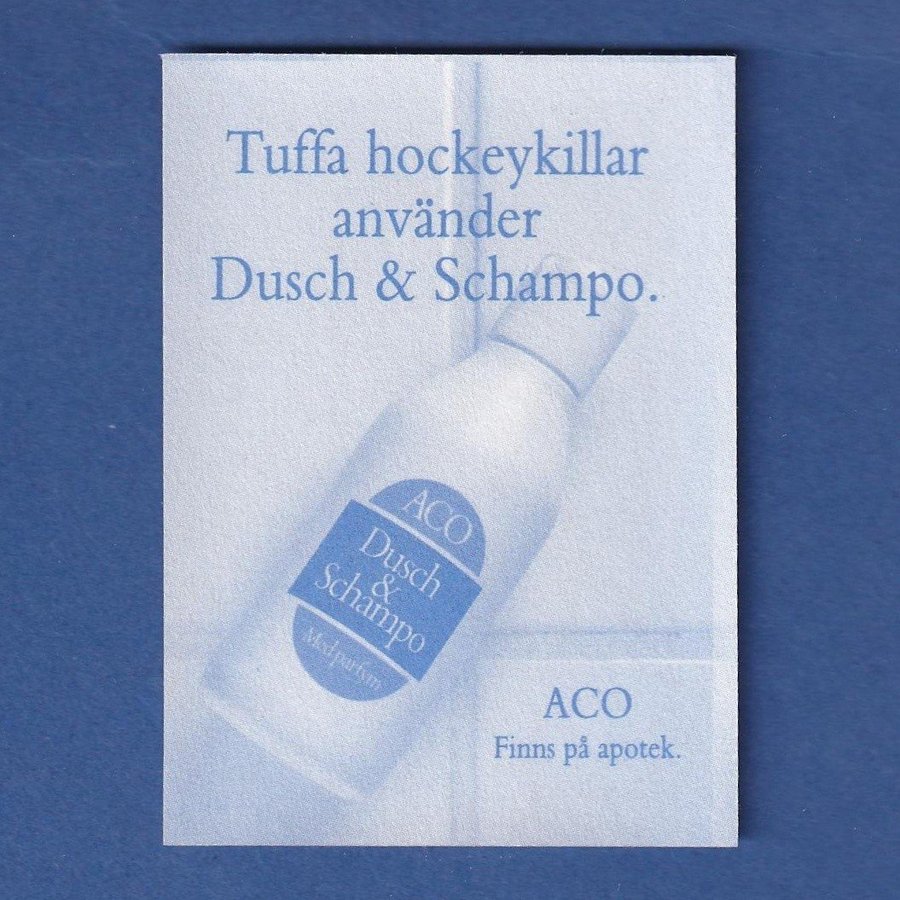 Tuffa hockeykillar
använder
Dusch & Schampo.
ACO
Dusch
&
Schampo
Med parfym
ACO
Finns på apotek.